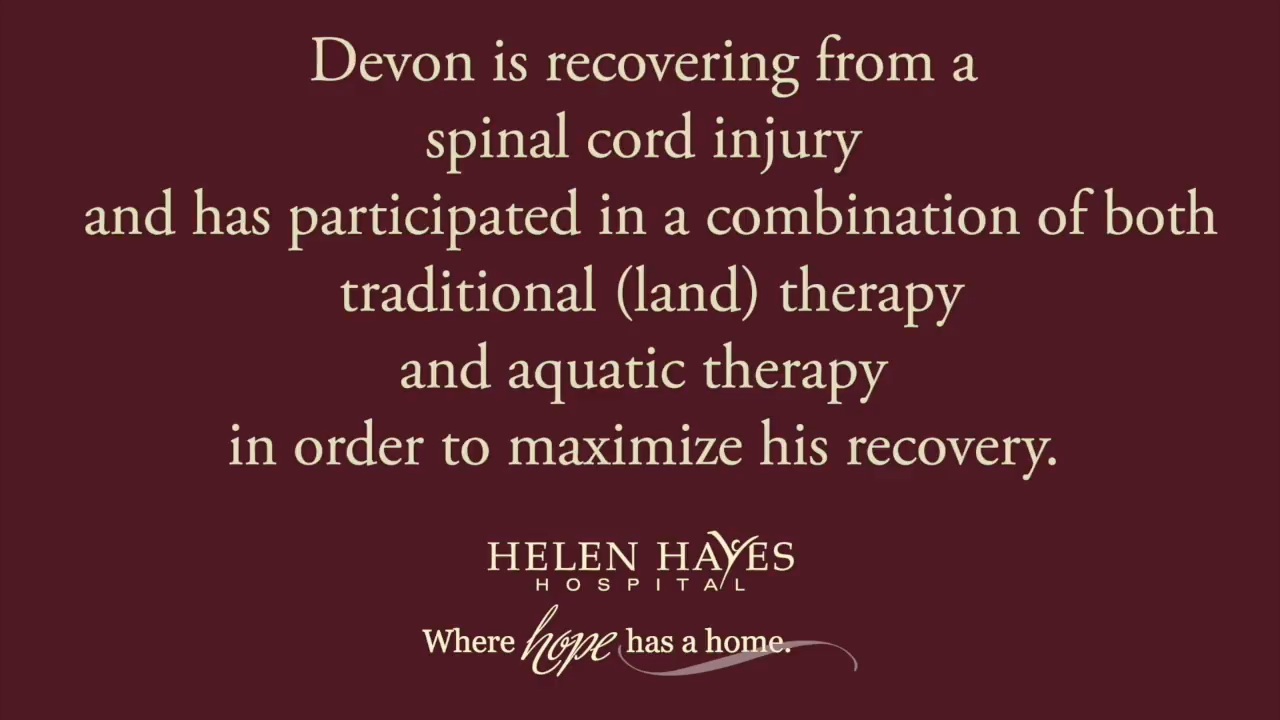 Devon is recovering from a
spinal cord injury
and has participated in a combination of both
traditional (land) therapy
and aquatic therapy
in order to maximize his recovery.
HELEN HAYES
HOSPITAL
Where hope has a home.